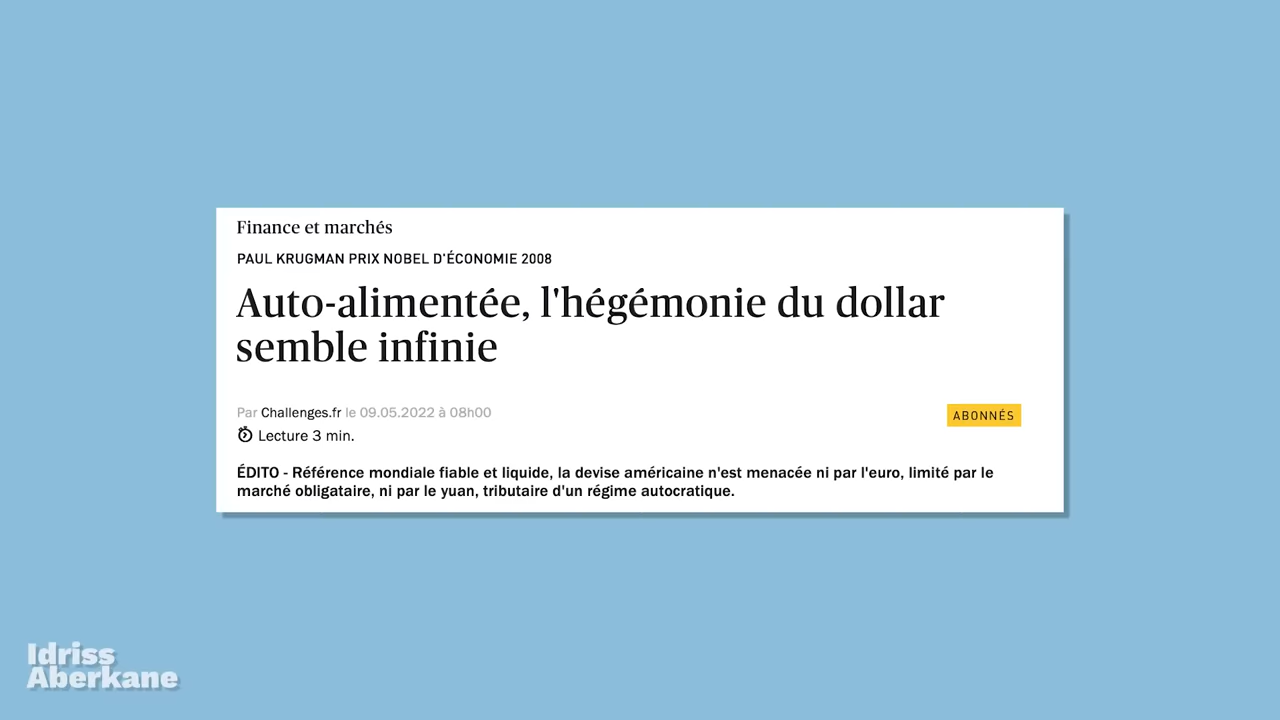 Finance et marchés
PAUL KRUGMAN PRIX NOBEL D'ÉCONOMIE 2008
Auto-alimentée, l'hégémonie du dollar
semble infinie
Par Challenges.fr le 09.05.2022 à 08h00
ABONNÉS
Lecture 3 min.
ÉDITO - Référence mondiale fiable et liquide, la devise américaine n'est menacée ni par l'euro, limité par le
marché obligataire, ni par le yuan, tributaire d'un régime autocratique.
Idriss
Aberkane